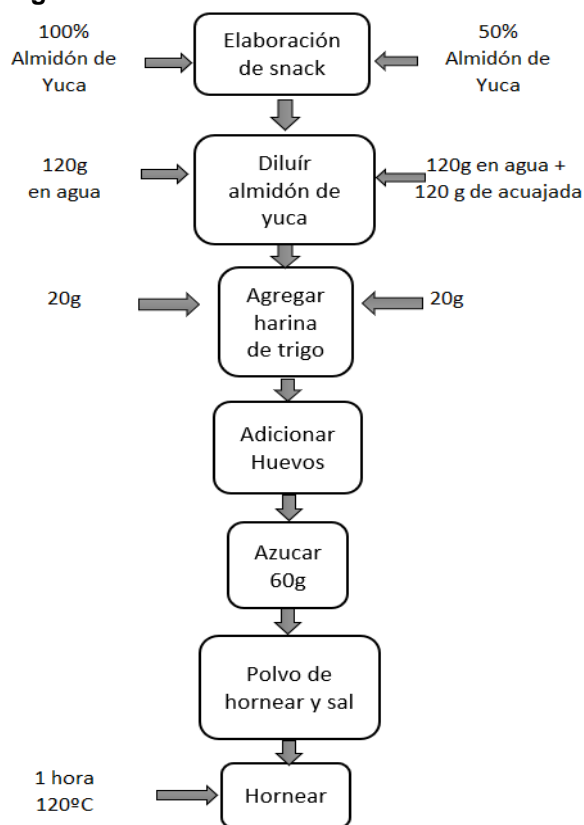 100%
Almidón de
Yuca
Elaboración
de snack
50%
Almidón de
Yuca
120g
en agua
Diluír
almidón de
yuca
120g en agua +
120 g de acuajada
20g
Agregar
harina
de trigo
20g
Adicionar
Huevos
Azucar
60g
Polvo de
hornear y sal
1 hora
120ºC
Hornear